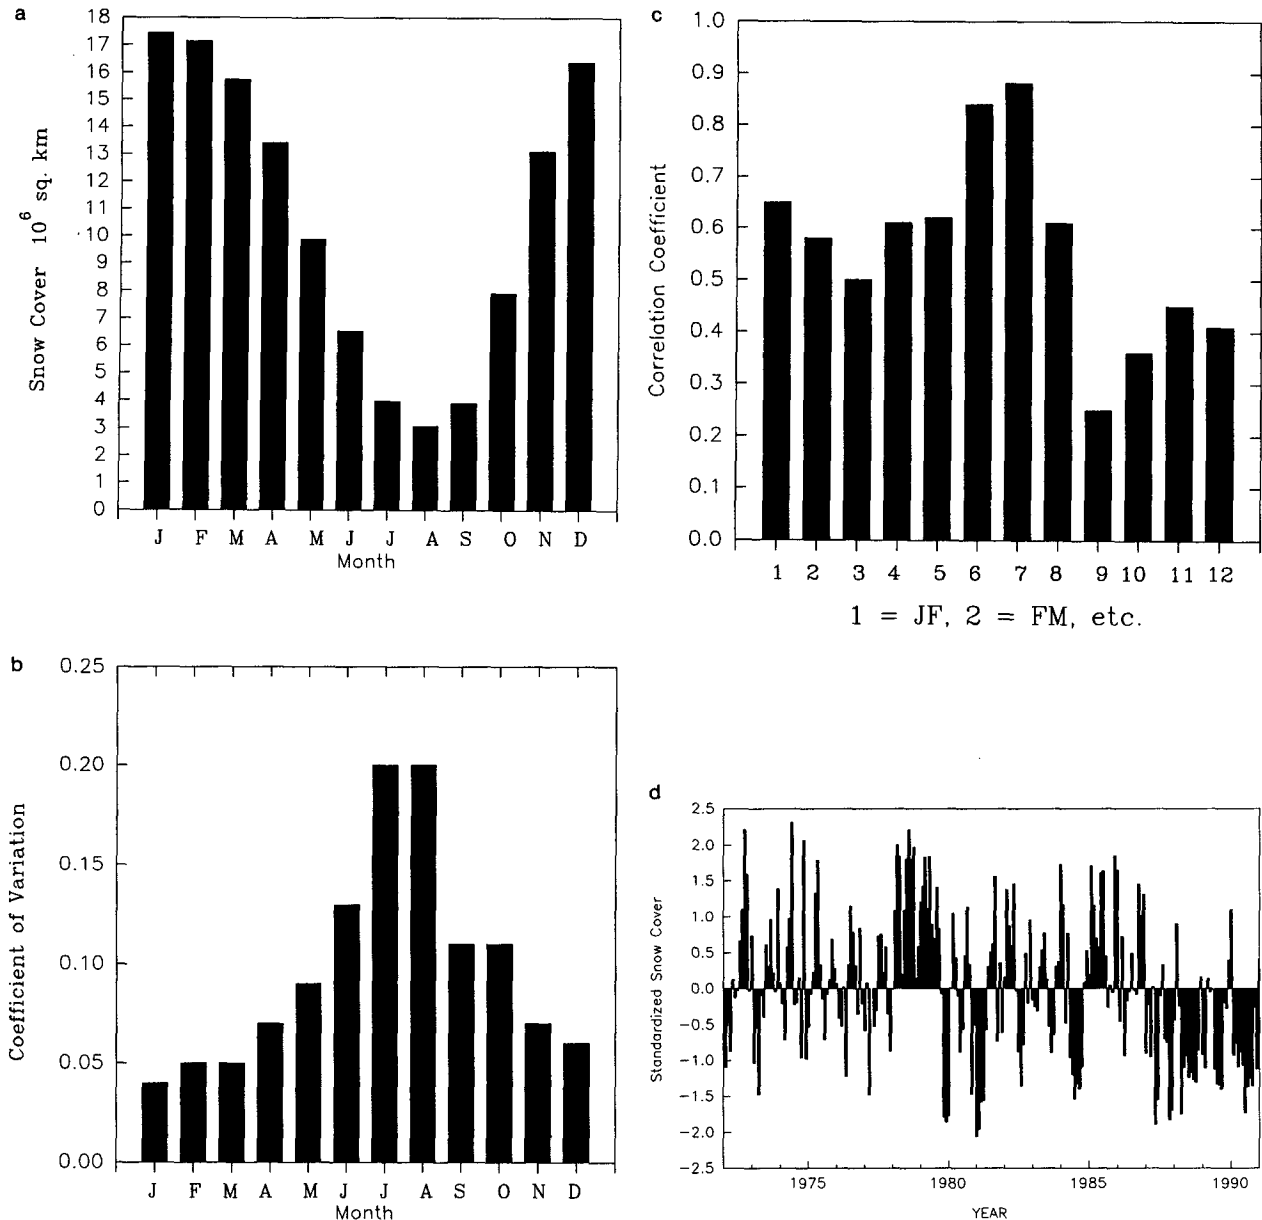 a
18
17
16
15
14
13
12
11
10
9
8
7
6
5
4
3
2
1
0
Snow Cover 10^6 sq. km
J F M A M J J A S O N D
Month
c
1.0
0.9
0.8
0.7
0.6
0.5
0.4
0.3
0.2
0.1
0.0
Correlation Coefficient
1 2 3 4 5 6 7 8 9 10 11 12
1 = JF, 2 = FM, etc.
b
0.25
0.20
0.15
0.10
0.05
0.00
Coefficient of Variation
J F M A M J J A S O N D
Month
d
2.5
2.0
1.5
1.0
0.5
0.0
−0.5
−1.0
−1.5
−2.0
−2.5
Standardized Snow Cover
1975 1980 1985 1990
YEAR